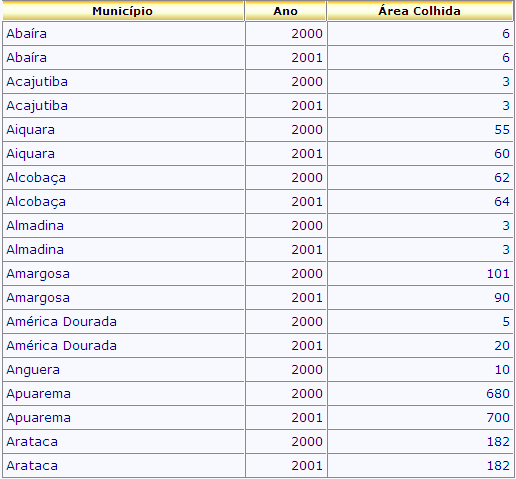 Município Ano Área Colhida
Abaíra 2000 6
Abaíra 2001 6
Acajutiba 2000 3
Acajutiba 2001 3
Aiquara 2000 55
Aiquara 2001 60
Alcobaça 2000 62
Alcobaça 2001 64
Almadina 2000 3
Almadina 2001 3
Amargosa 2000 101
Amargosa 2001 90
América Dourada 2000 5
América Dourada 2001 20
Anguera 2000 10
Apuarema 2000 680
Apuarema 2001 700
Arataca 2000 182
Arataca 2001 182